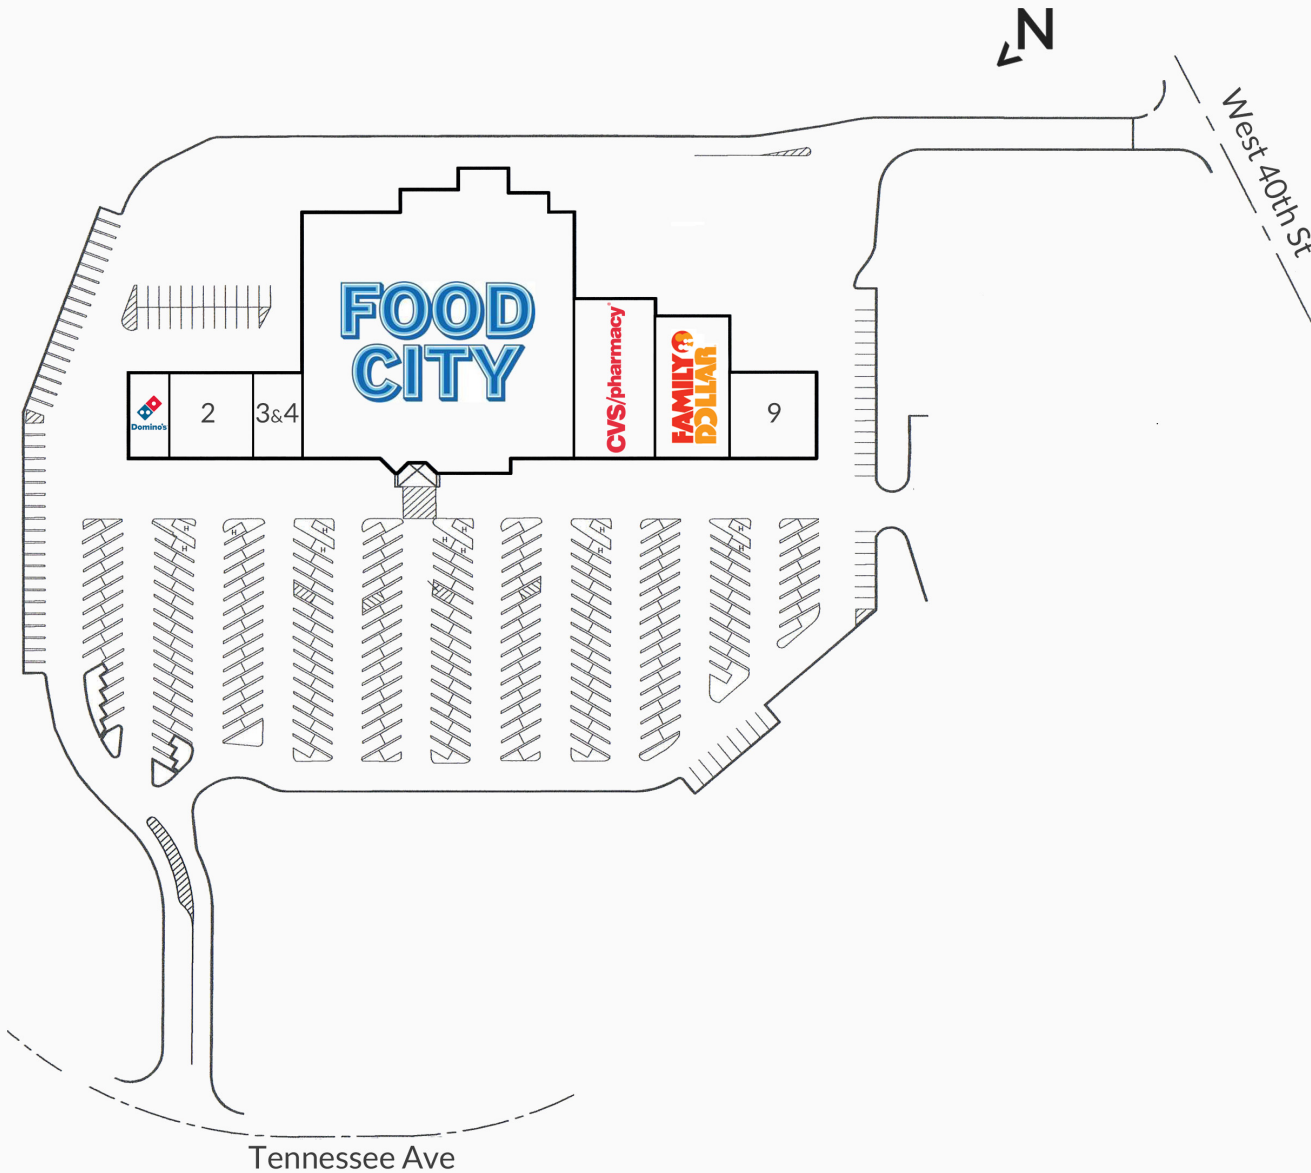 N
West 40th St
FOOD
CITY
Domino's
2
3&4
CVS/pharmacy
FAMILY
DOLLAR
9
H
H
H
H
H
H
H
H
H
H
H
H
Tennessee Ave